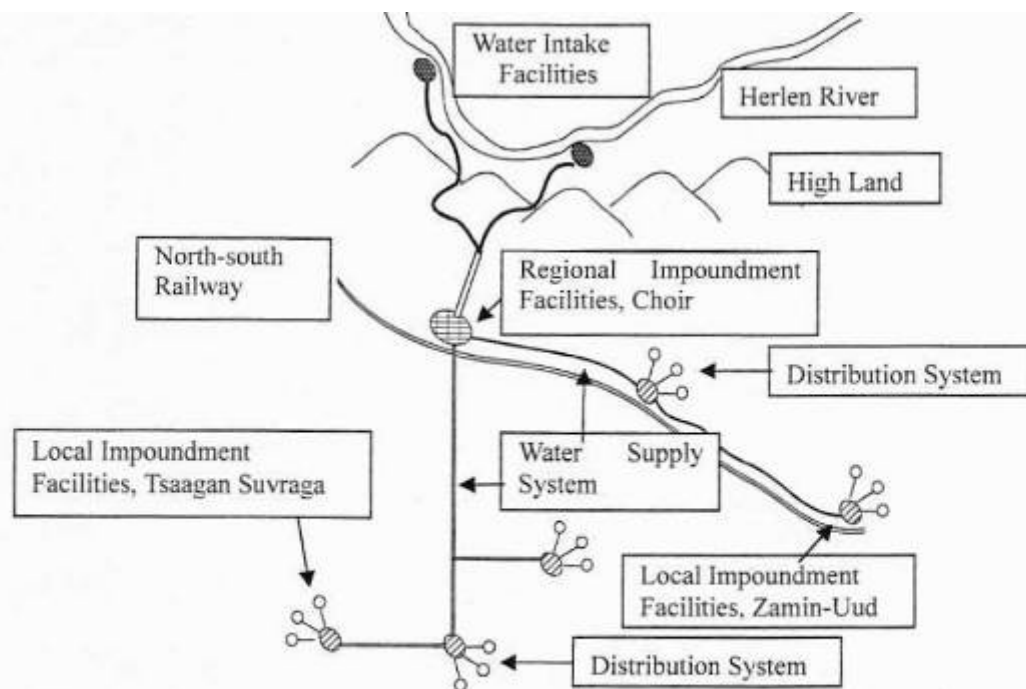 Water Intake
Facilities
Herlen River
High Land
North-south
Railway
Regional Impoundment
Facilities, Choir
Distribution System
Local Impoundment
Facilities, Tsaagan Suvraga
Water Supply
System
Local Impoundment
Facilities, Zamin-Uud
Distribution System